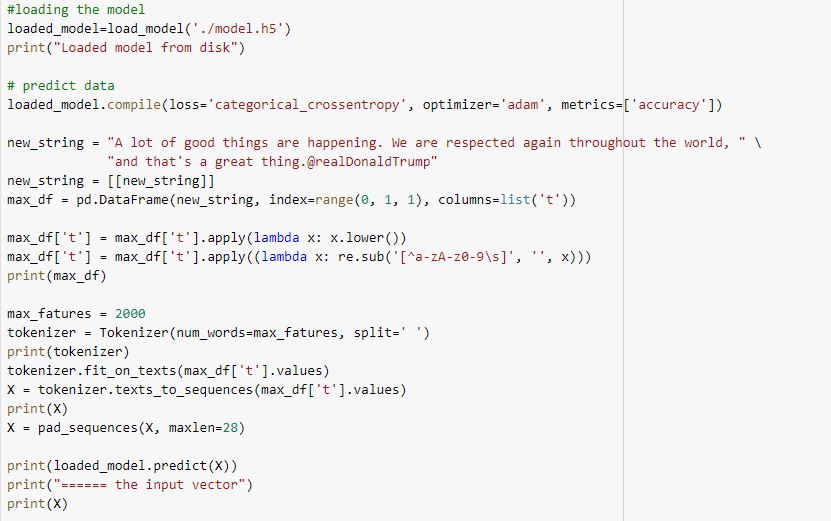 #loading the model
loaded_model=load_model('./model.h5')
print("Loaded model from disk")
# predict data
loaded_model.compile(loss='categorical_crossentropy', optimizer='adam', metrics=['accuracy'])
new_string = "A lot of good things are happening. We are respected again throughout the world, " \
"and that's a great thing.@realDonaldTrump"
new_string = [[new_string]]
max_df = pd.DataFrame(new_string, index=range(0, 1, 1), columns=list('t'))
max_df['t'] = max_df['t'].apply(lambda x: x.lower())
max_df['t'] = max_df['t'].apply((lambda x: re.sub('[^a-zA-z0-9\s]', '', x)))
print(max_df)
max_fatures = 2000
tokenizer = Tokenizer(num_words=max_fatures, split=' ')
print(tokenizer)
tokenizer.fit_on_texts(max_df['t'].values)
X = tokenizer.texts_to_sequences(max_df['t'].values)
print(X)
X = pad_sequences(X, maxlen=28)
print(loaded_model.predict(X))
print("====== the input vector")
print(X)